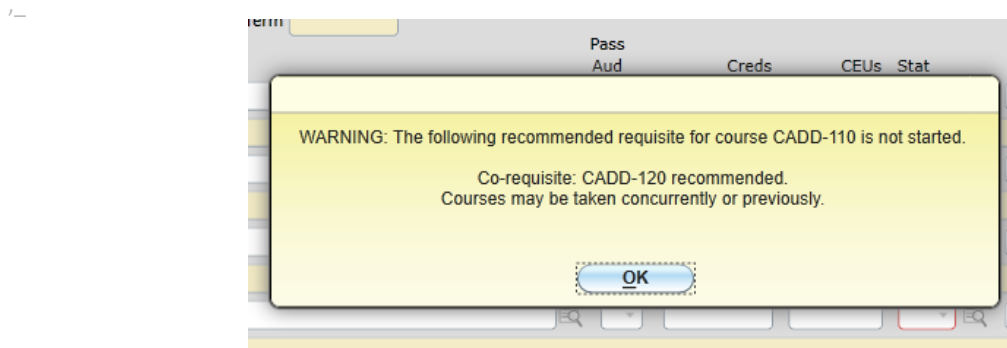 Term
Pass
Aud Creds CEUs Stat
WARNING: The following recommended requisite for course CADD-110 is not started.
Co-requisite: CADD-120 recommended.
Courses may be taken concurrently or previously.
OK